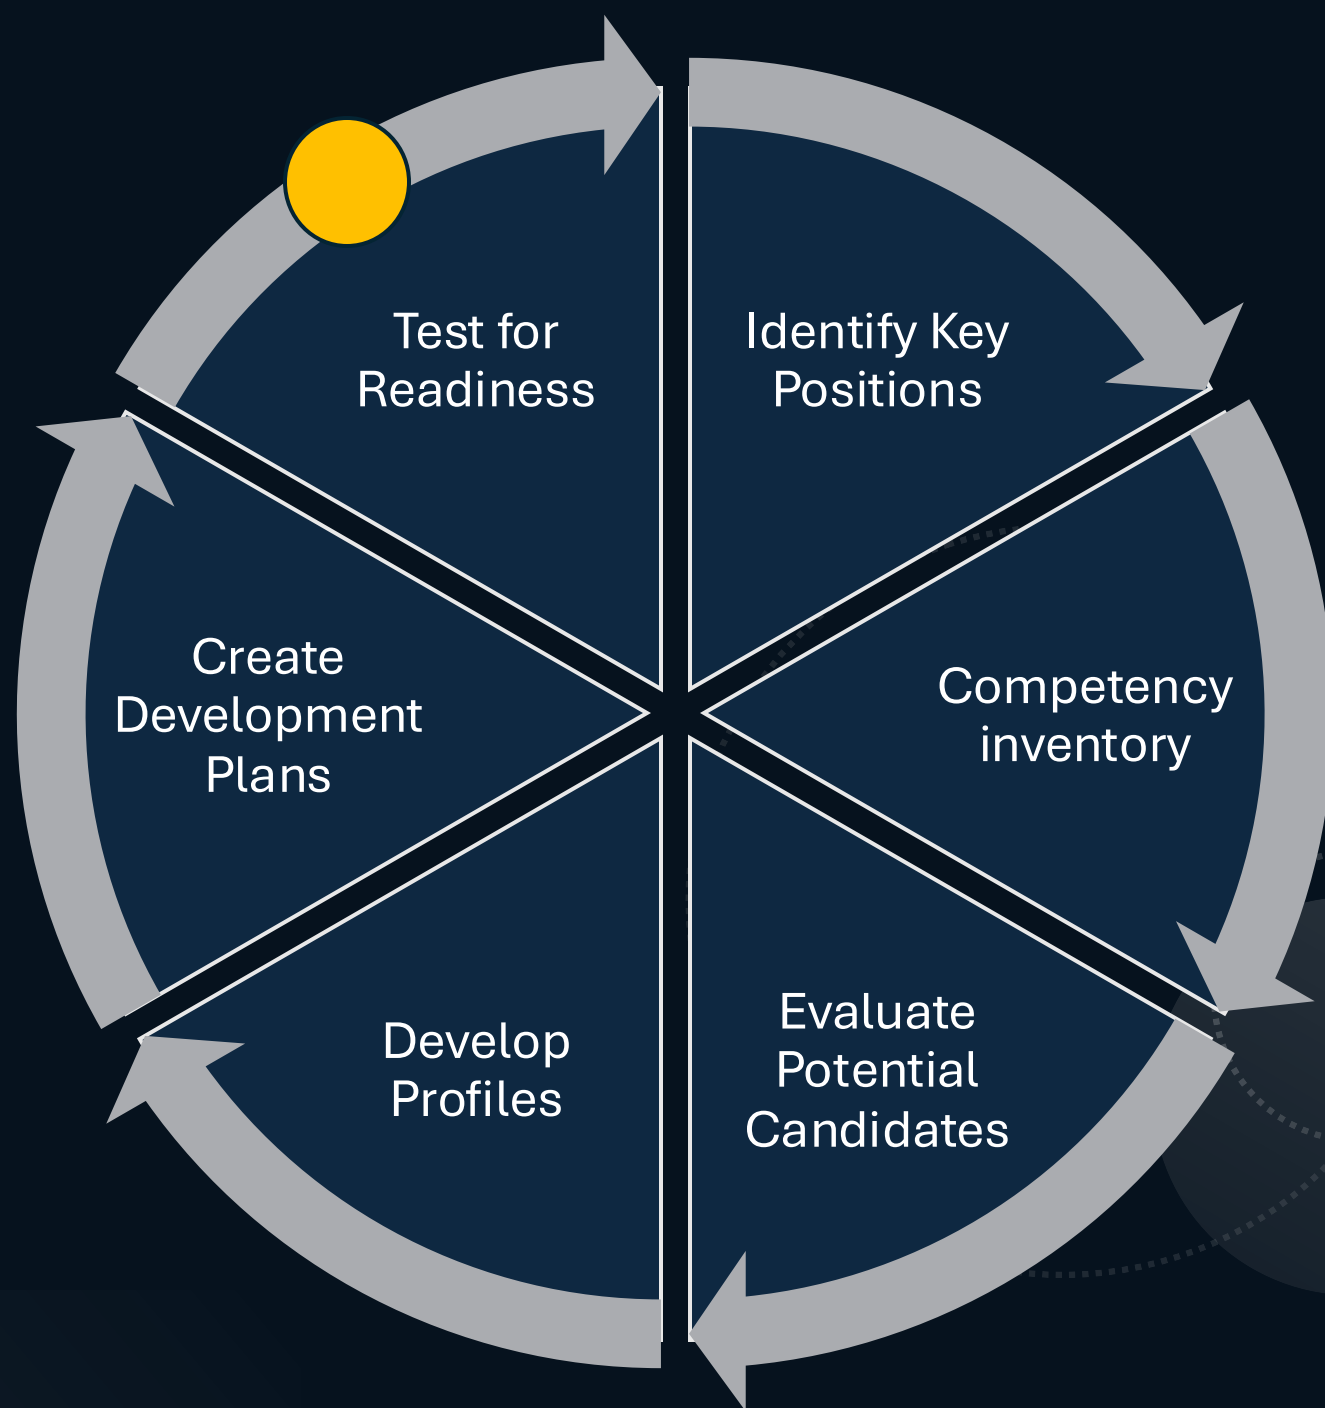 Test for
Readiness
Identify Key
Positions
Competency
inventory
Evaluate
Potential
Candidates
Develop
Profiles
Create
Development
Plans